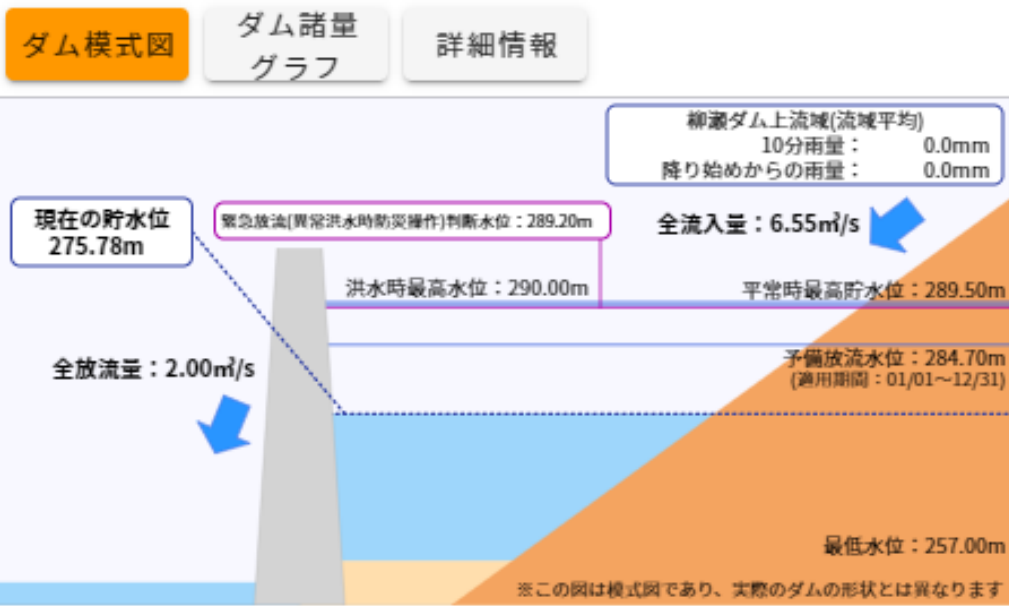 ダム模式図
ダム諸量
グラフ
詳細情報
柳瀬ダム上流域(流域平均)
10分雨量： 0.0mm
降り始めからの雨量： 0.0mm
現在の貯水位
275.78m
緊急放流(異常洪水時防災操作)判断水位：289.20m
全流入量：6.55㎥/s
洪水時最高水位：290.00m
平常時最高貯水位：289.50m
全放流量：2.00㎥/s
予備放流水位：284.70m
(適用期間：01/01～12/31)
最低水位：257.00m
※この図は模式図であり、実際のダムの形状とは異なります